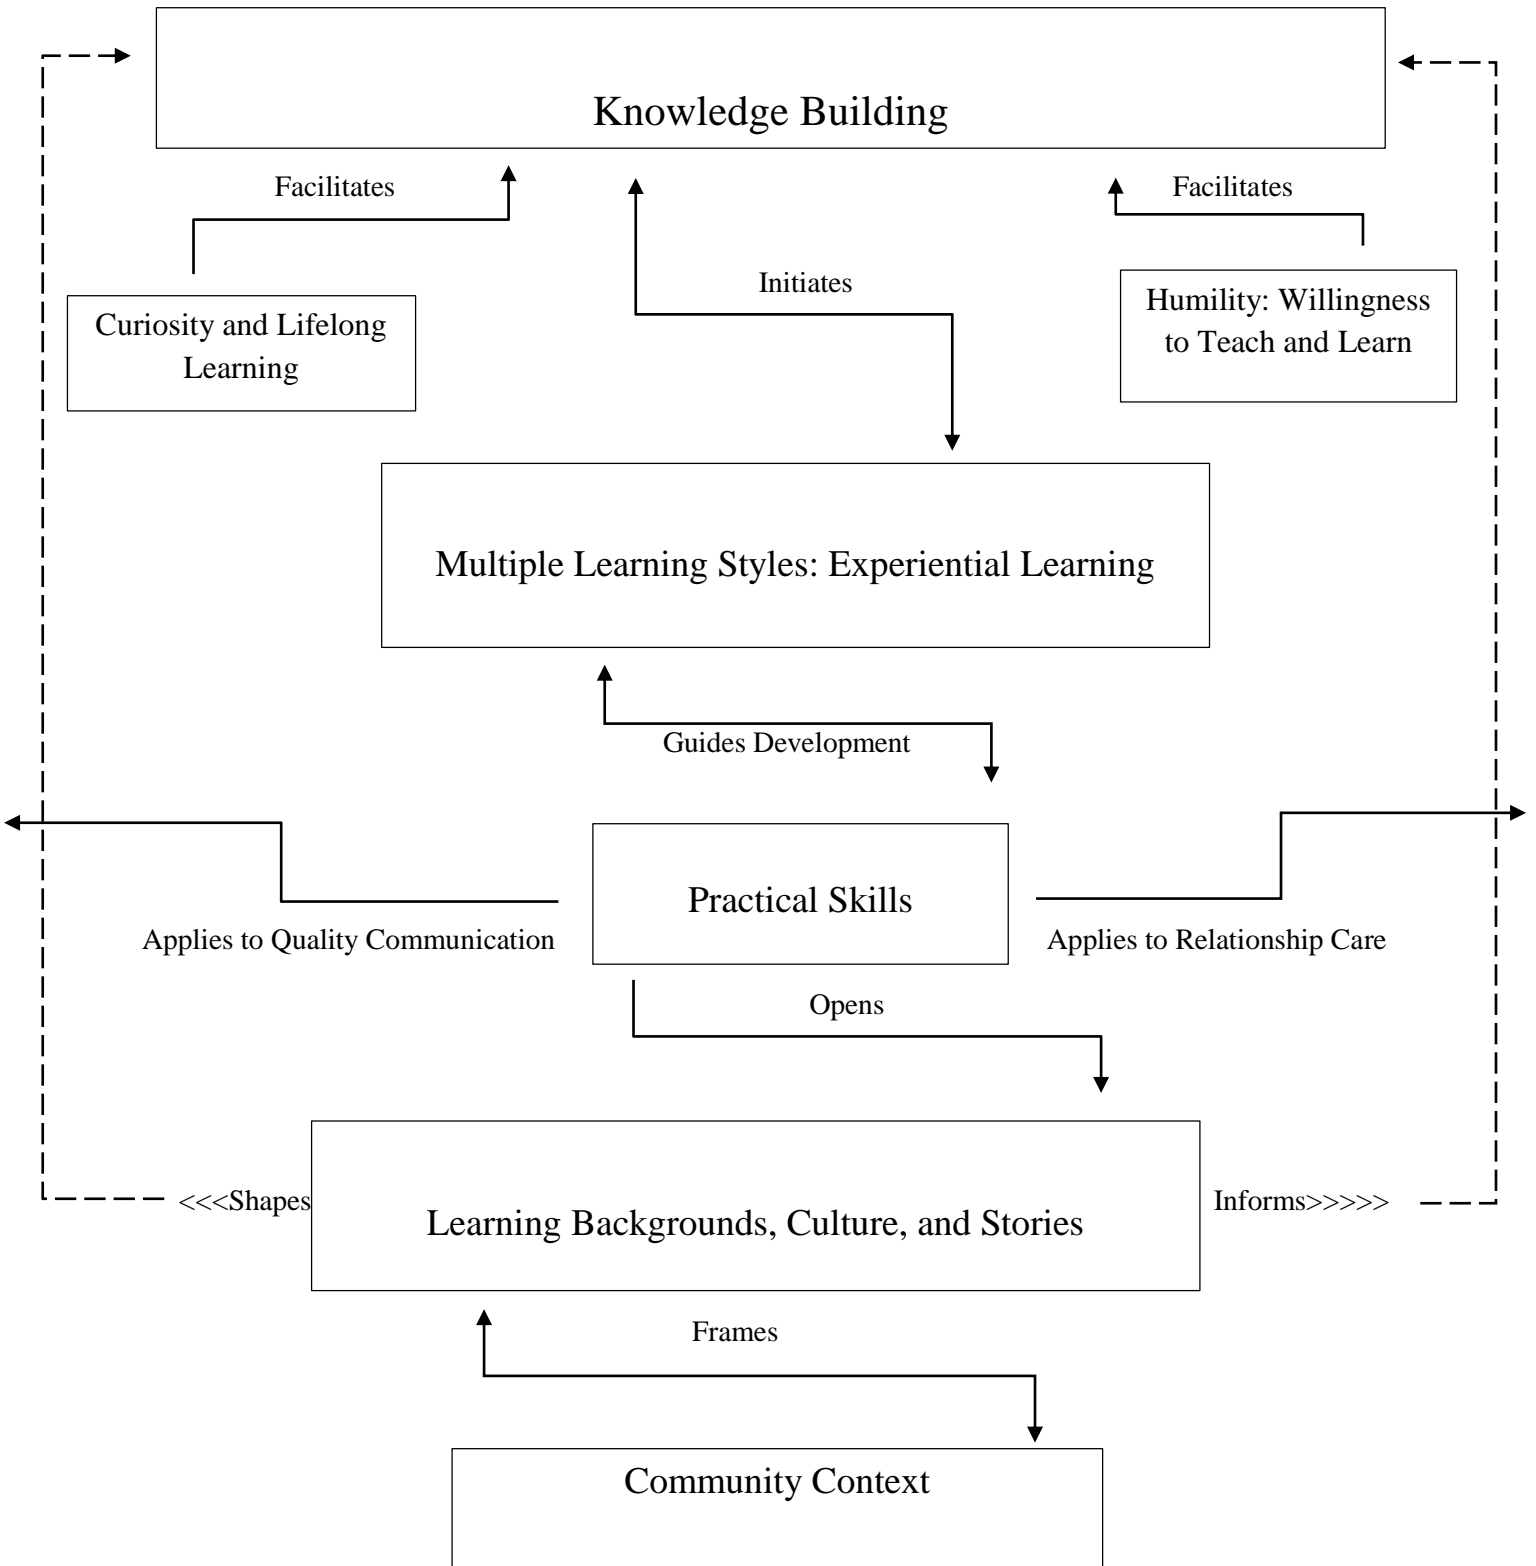 Knowledge Building
Facilitates
Facilitates
Initiates
Curiosity and Lifelong
Learning
Humility: Willingness
to Teach and Learn
Multiple Learning Styles: Experiential Learning
Guides Development
Practical Skills
Applies to Quality Communication
Applies to Relationship Care
Opens
<<<Shapes
Learning Backgrounds, Culture, and Stories
Informs>>>>>
Frames
Community Context